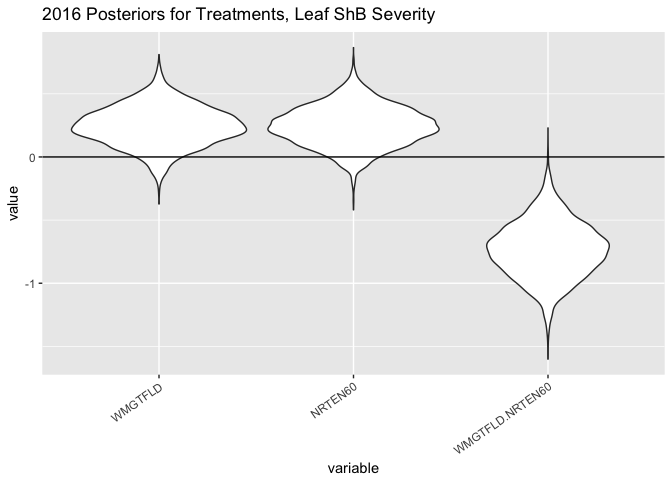 2016 Posteriors for Treatments, Leaf ShB Severity
value
0
-1
WMGTFLD
NRTEN60
WMGTFLD.NRTEN60
variable